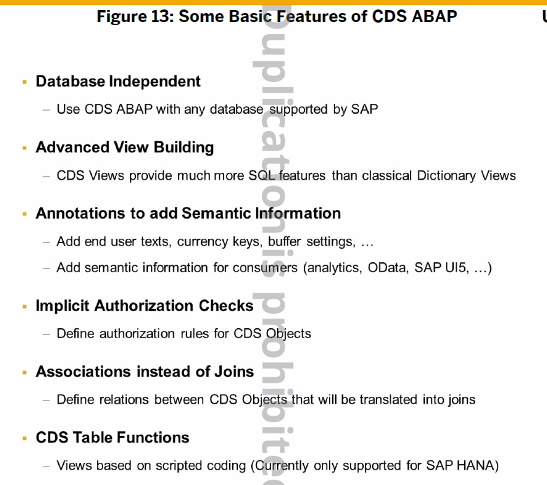 Figure 13: Some Basic Features of CDS ABAP
U
▪ Database Independent
– Use CDS ABAP with any database supported by SAP
▪ Advanced View Building
– CDS Views provide much more SQL features than classical Dictionary Views
▪ Annotations to add Semantic Information
– Add end user texts, currency keys, buffer settings, …
– Add semantic information for consumers (analytics, OData, SAP UI5, …)
▪ Implicit Authorization Checks
– Define authorization rules for CDS Objects
▪ Associations instead of Joins
– Define relations between CDS Objects that will be translated into joins
▪ CDS Table Functions
– Views based on scripted coding (Currently only supported for SAP HANA)
Duplication is prohibite